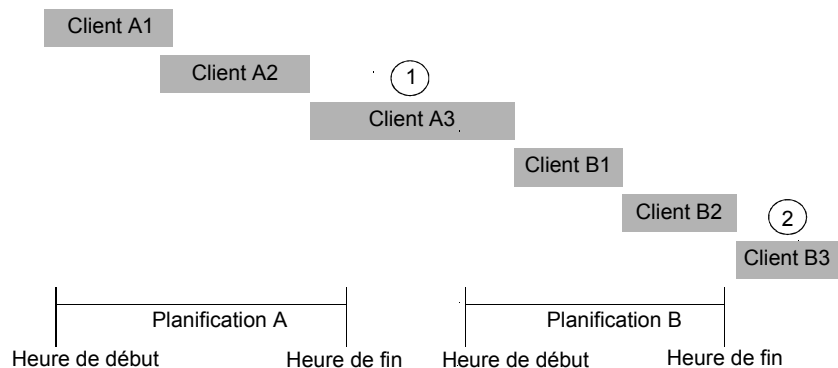 Client A1
Client A2
1
Client A3
Client B1
Client B2
2
Client B3
Planification A
Planification B
Heure de début
Heure de fin
Heure de début
Heure de fin